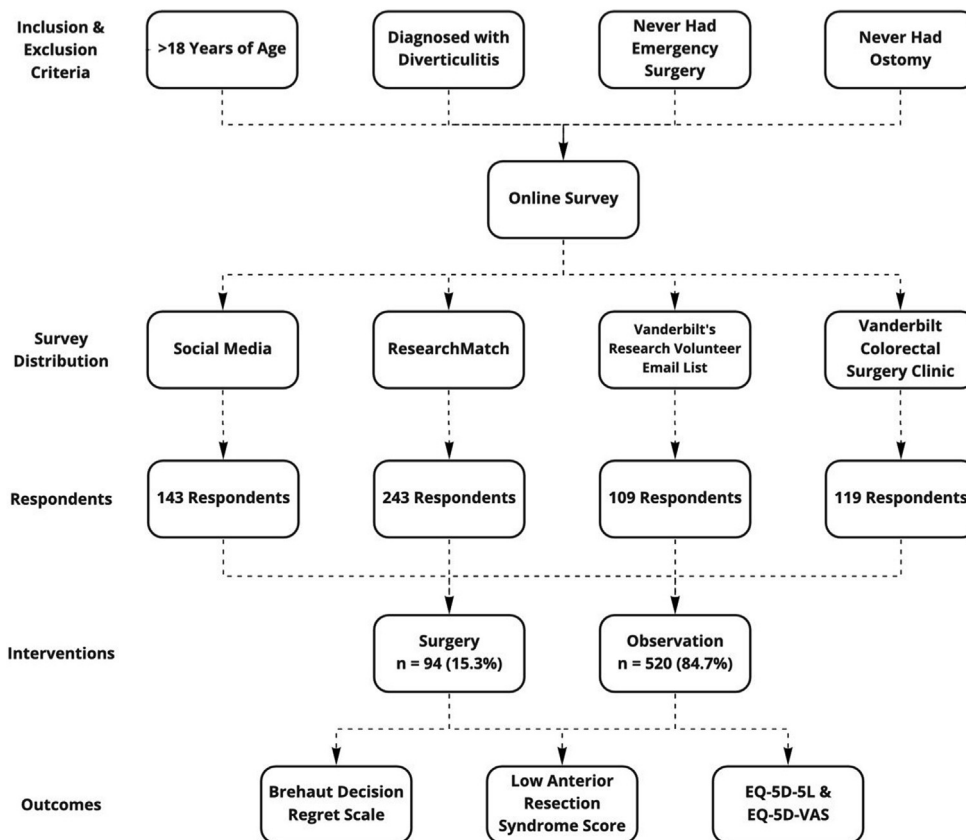 Inclusion &
Exclusion
Criteria
>18 Years of Age
Diagnosed with
Diverticulitis
Never Had
Emergency
Surgery
Never Had
Ostomy
Online Survey
Survey
Distribution
Social Media
ResearchMatch
Vanderbilt's
Research Volunteer
Email List
Vanderbilt
Colorectal
Surgery Clinic
Respondents
143 Respondents
243 Respondents
109 Respondents
119 Respondents
Interventions
Surgery
n = 94 (15.3%)
Observation
n = 520 (84.7%)
Outcomes
Brehaut Decision
Regret Scale
Low Anterior
Resection
Syndrome Score
EQ-5D-5L &
EQ-5D-VAS